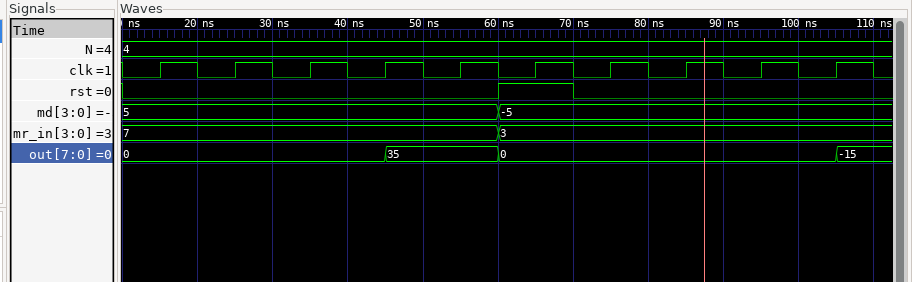 Signals
Waves
Time
ns 20 ns 30 ns 40 ns 50 ns 60 ns 70 ns 80 ns 90 ns 100 ns 110 ns
N =4 4
clk =1
rst =0
md[3:0] =- 5 -5
mr_in[3:0] =3 7 3
out[7:0] =0 0 35 0 -15